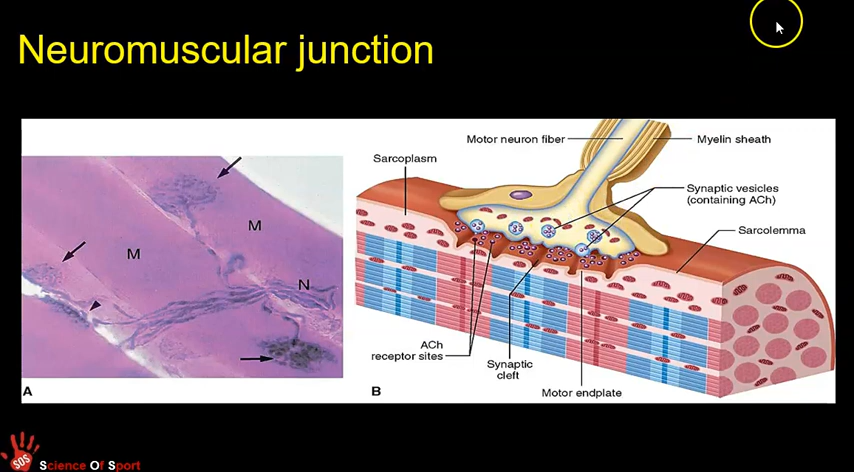 Neuromuscular junction
Motor neuron fiber
Myelin sheath
Sarcoplasm
Synaptic vesicles
(containing ACh)
Sarcolemma
M
M
N
ACh
receptor sites
Synaptic
cleft
Motor endplate
A
B
SOS
Science Of Sport